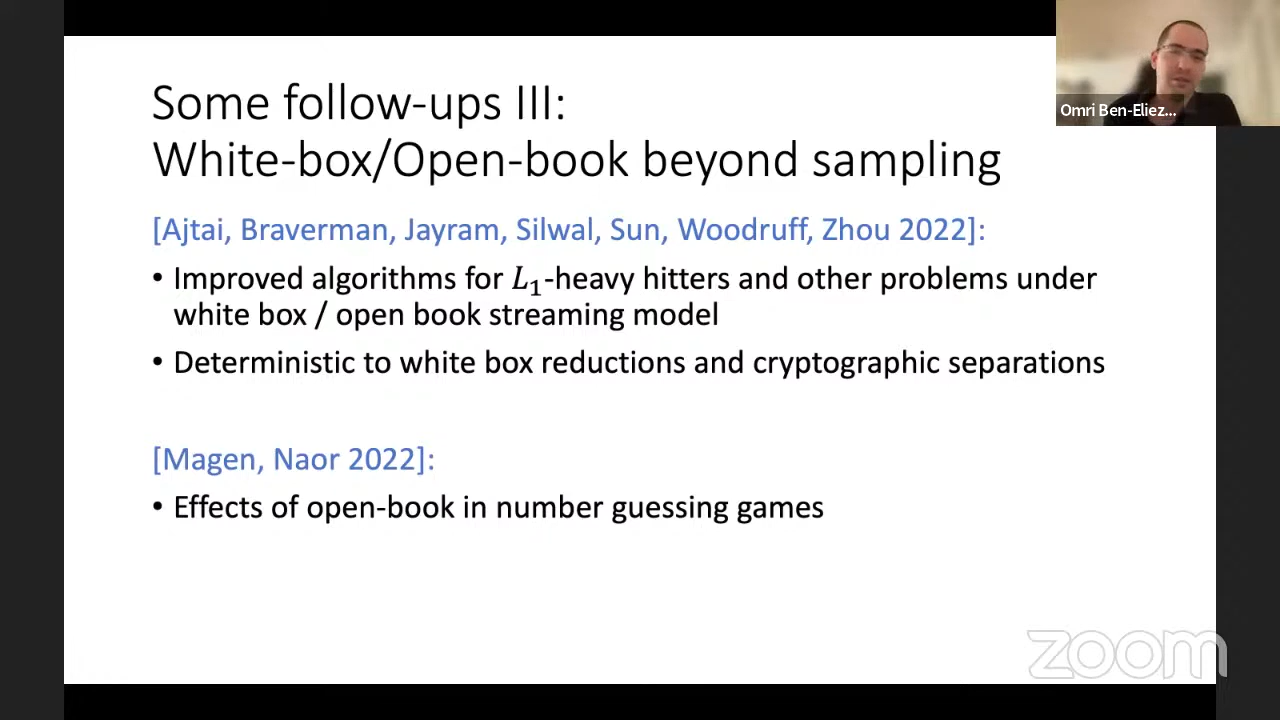 Some follow-ups III:
White-box/Open-book beyond sampling
[Ajtai, Braverman, Jayram, Silwal, Sun, Woodruff, Zhou 2022]:
• Improved algorithms for L₁-heavy hitters and other problems under
white box / open book streaming model
• Deterministic to white box reductions and cryptographic separations
[Magen, Naor 2022]:
• Effects of open-book in number guessing games
Omri Ben-Eliez...
zoom